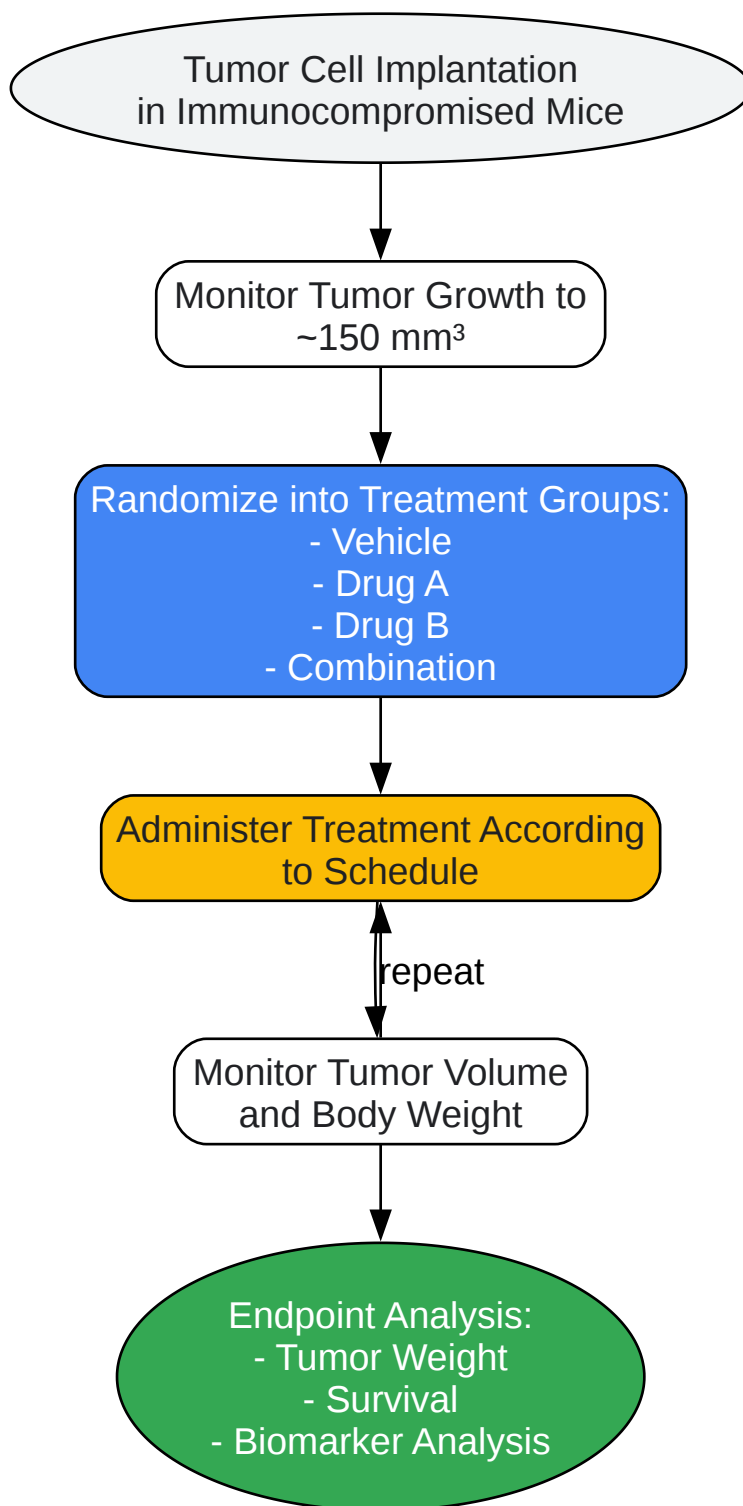 Tumor Cell Implantation
in Immunocompromised Mice
Monitor Tumor Growth to
~150 mm³
Randomize into Treatment Groups:
- Vehicle
- Drug A
- Drug B
- Combination
Administer Treatment According
to Schedule
repeat
Monitor Tumor Volume
and Body Weight
Endpoint Analysis:
- Tumor Weight
- Survival
- Biomarker Analysis